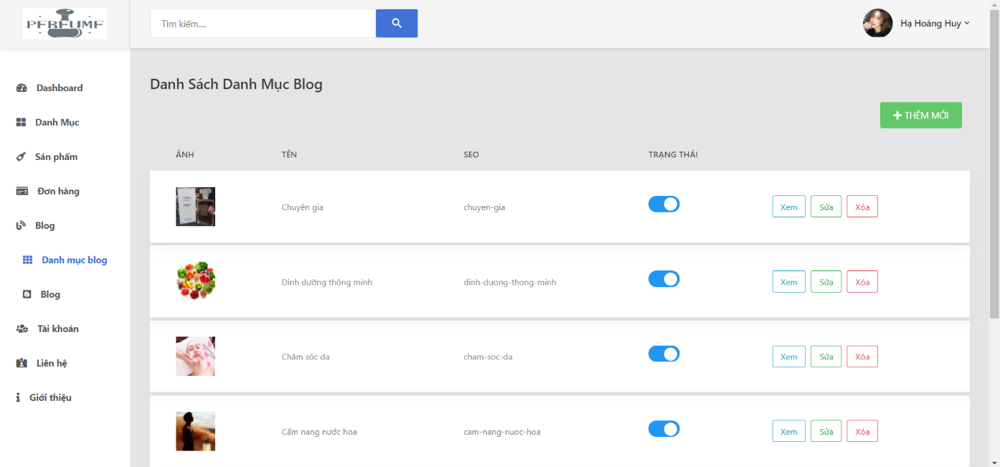 PERFUME
Tìm kiếm....
Hạ Hoàng Huy
Dashboard
Danh Mục
Sản phẩm
Đơn hàng
Blog
Danh mục blog
Blog
Tài khoản
Liên hệ
Giới thiệu
Danh Sách Danh Mục Blog
THÊM MỚI
ẢNH TÊN SEO TRẠNG THÁI
Chuyên gia chuyen-gia Xem Sửa Xóa
Dinh dưỡng thông minh dinh-duong-thong-minh Xem Sửa Xóa
Chăm sóc da cham-soc-da Xem Sửa Xóa
Cẩm nang nước hoa cam-nang-nuoc-hoa Xem Sửa Xóa